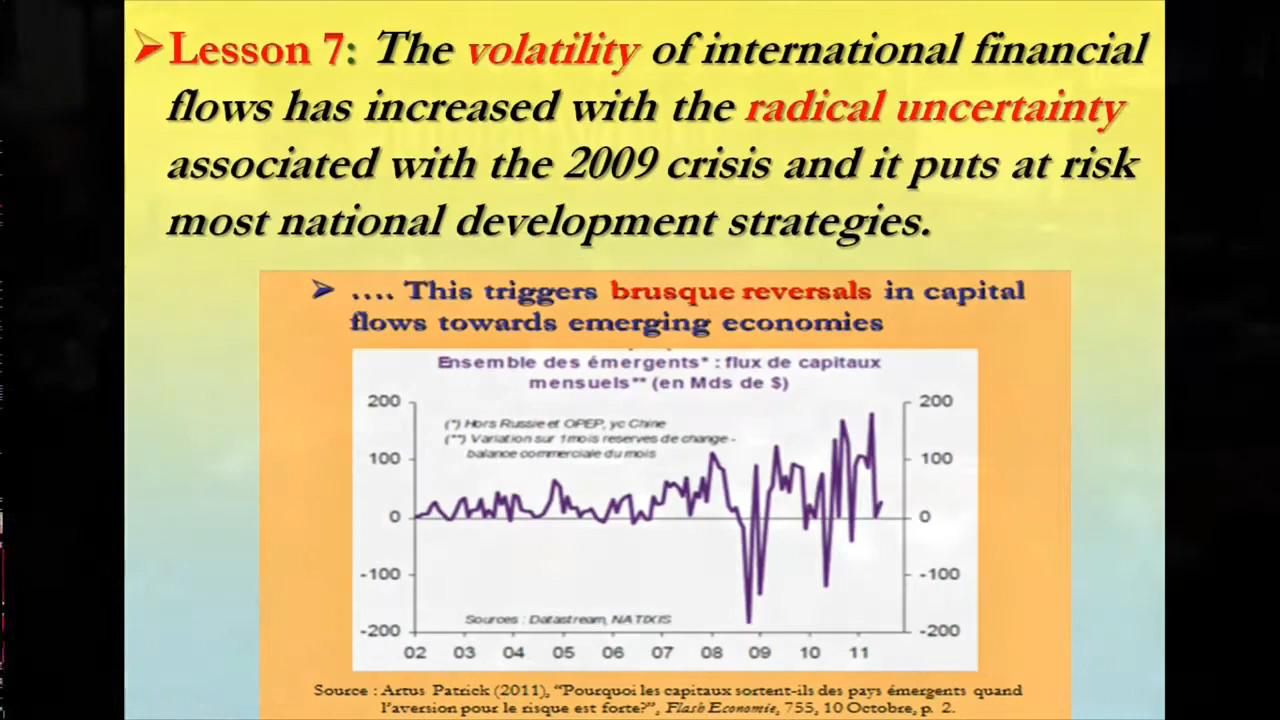 Lesson 7: The volatility of international financial
flows has increased with the radical uncertainty
associated with the 2009 crisis and it puts at risk
most national development strategies.
…. This triggers brusque reversals in capital
flows towards emerging economies
Ensemble des émergents* : flux de capitaux
mensuels** (en Mds de $)
200 200
(*) Hors Russie et OPEP, yc Chine
(**) Variation sur 1mois reserves de change -
balance commerciale du mois
100 100
0 0
-100 -100
Sources : Datastream, NATIXIS
-200 -200
02 03 04 05 06 07 08 09 10 11
Source : Artus Patrick (2011), “Pourquoi les capitaux sortent-ils des pays émergents quand
l’aversion pour le risque est forte?”, Flash Economie, 755, 10 Octobre, p. 2.